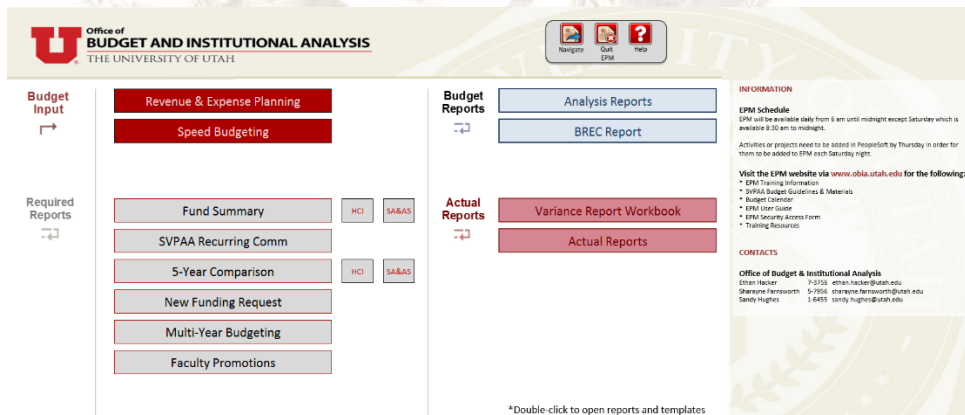 Office of
BUDGET AND INSTITUTIONAL ANALYSIS
THE UNIVERSITY OF UTAH
Navigate
Quit
EPM
Help
Budget
Input
Revenue & Expense Planning
Speed Budgeting
Required
Reports
Fund Summary
HCI
SA&AS
SVPAA Recurring Comm
5-Year Comparison
HCI
SA&AS
New Funding Request
Multi-Year Budgeting
Faculty Promotions
Budget
Reports
Analysis Reports
BREC Report
Actual
Reports
Variance Report Workbook
Actual Reports
*Double-click to open reports and templates
INFORMATION
EPM Schedule
EPM will be available daily from 6 am until midnight except Saturday which is
available 8:30 am to midnight.
Activities or projects need to be added in PeopleSoft by Thursday in order for
them to be added to EPM each Saturday night.
Visit the EPM website via www.obia.utah.edu for the following:
* EPM Training Information
* SVPAA Budget Guidelines & Materials
* Budget Calendar
* EPM User Guide
* EPM Security Access Form
* Training Resources
CONTACTS
Office of Budget & Institutional Analysis
Ethan Hacker 7-3756 ethan.hacker@utah.edu
Sharayne Farnsworth 5-7956 sharayne.farnsworth@utah.edu
Sandy Hughes 1-6455 sandy.hughes@utah.edu